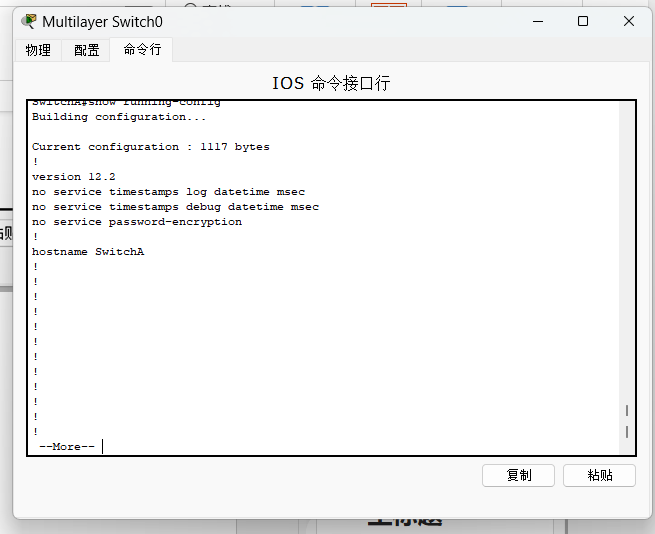 Multilayer Switch0
物理 配置 命令行
IOS 命令接口行
SwitchA#show running-config
Building configuration...
Current configuration : 1117 bytes
!
version 12.2
no service timestamps log datetime msec
no service timestamps debug datetime msec
no service password-encryption
!
hostname SwitchA
!
!
!
!
!
!
!
!
!
!
!
!
--More--
复制 粘贴